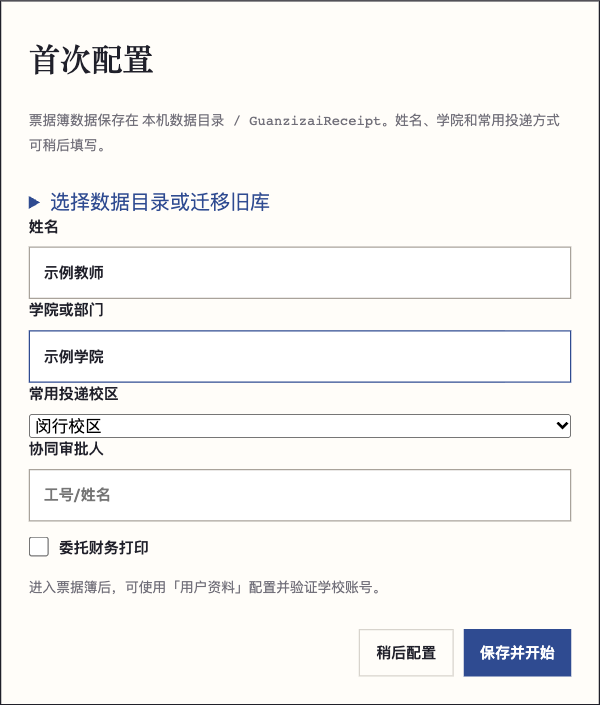 首次配置
票据簿数据保存在 本机数据目录 / GuanzizaiReceipt。姓名、学院和常用投递方式
可稍后填写。
选择数据目录或迁移旧库
姓名
示例教师
学院或部门
示例学院
常用投递校区
闵行校区
协同审批人
工号/姓名
委托财务打印
进入票据簿后，可使用「用户资料」配置并验证学校账号。
稍后配置
保存并开始